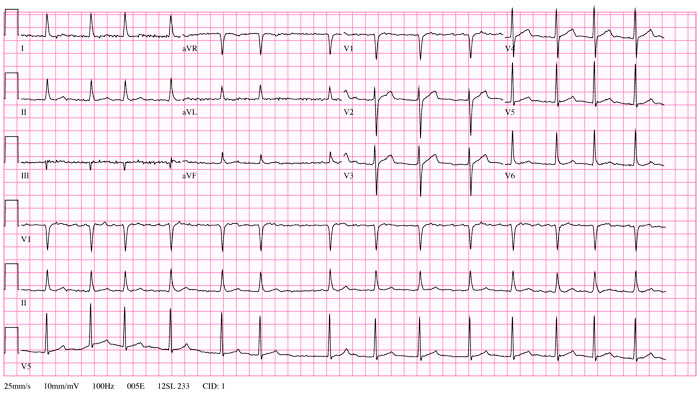 I aVR V1 V4
II aVL V2 V5
III aVF V3 V6
V1
II
V5
25mm/s 10mm/mV 100Hz 005E 12SL 233 CID: 1